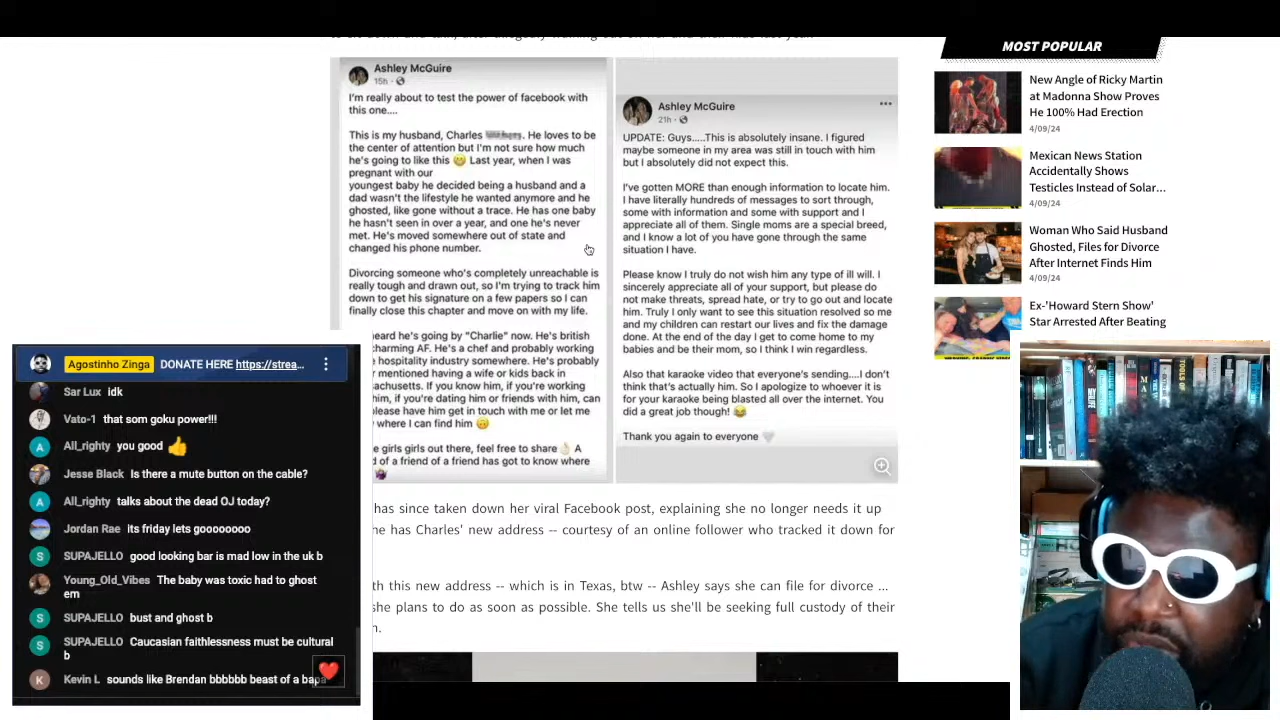 Ashley McGuire
15h
I'm really about to test the power of facebook with
this one....
This is my husband, Charles
. He loves to
be the center of attention but I'm not sure how much
he's going to like this 😬 Last year, when I was
pregnant with our
youngest baby he decided being a husband and a
dad wasn't the lifestyle he wanted anymore and he
ghosted, like gone without a trace. He has one baby
he hasn't seen in over a year, and one he's never
met. He's moved somewhere out of state and
changed his phone number.
Divorcing someone who's completely unreachable is
really tough and drawn out, so I'm trying to track him
down to get his signature on a few papers so I can
finally close this chapter and move on with my life.
heard he's going by "Charlie" now. He's british
harming AF. He's a chef and probably working
hospitality industry somewhere. He's probably
r mentioned having a wife or kids back in
sachusetts. If you know him, if you're working
him, if you're dating him or friends with him, can
lease have him get in touch with me or let me
where I can find him
e girls girls out there, feel free to share 👌 A
d of a friend of a friend has got to know where
Ashley McGuire
21h
UPDATE: Guys.....This is absolutely insane. I figured
maybe someone in my area was still in touch with him
but I absolutely did not expect this.
I've gotten MORE than enough information to locate him.
I have literally hundreds of messages to sort through,
some with information and some with support and I
appreciate all of them. Single moms are a special breed,
and I know a lot of you have gone through the same
situation I have.
Please know I truly do not wish him any type of ill will. I
sincerely appreciate all of your support, but please do
not make threats, spread hate, or try to go out and locate
him. Truly I only want to see this situation resolved so me
and my children can restart our lives and fix the damage
done. At the end of the day I get to come home to my
babies and be their mom, so I think I win regardless.
Also that karaoke video that everyone's sending....I don't
think that's actually him. So I apologize to whoever it is
for your karaoke being blasted all over the internet. You
did a great job though! 😂
Thank you again to everyone 🤍
has since taken down her viral Facebook post, explaining she no longer needs it up
ne has Charles' new address -- courtesy of an online follower who tracked it down for
th this new address -- which is in Texas, btw -- Ashley says she can file for divorce ...
she plans to do as soon as possible. She tells us she'll be seeking full custody of their
n.
MOST POPULAR
New Angle of Ricky Martin
at Madonna Show Proves
He 100% Had Erection
4/09/24
Mexican News Station
Accidentally Shows
Testicles Instead of Solar...
4/09/24
Woman Who Said Husband
Ghosted, Files for Divorce
After Internet Finds Him
4/09/24
Ex-'Howard Stern Show'
Star Arrested After Beating
Agostinho Zinga DONATE HERE https://strea...
Sar Lux idk
Vato-1 that som goku power!!!
All_righty you good 👍
Jesse Black Is there a mute button on the cable?
All_righty talks about the dead OJ today?
Jordan Rae its friday lets gooooooo
SUPAJELLO good looking bar is mad low in the uk b
Young_Old_Vibes The baby was toxic had to ghost
em
SUPAJELLO bust and ghost b
SUPAJELLO Caucasian faithlessness must be cultural
b
Kevin L sounds like Brendan bbbbbb beast of a bapa